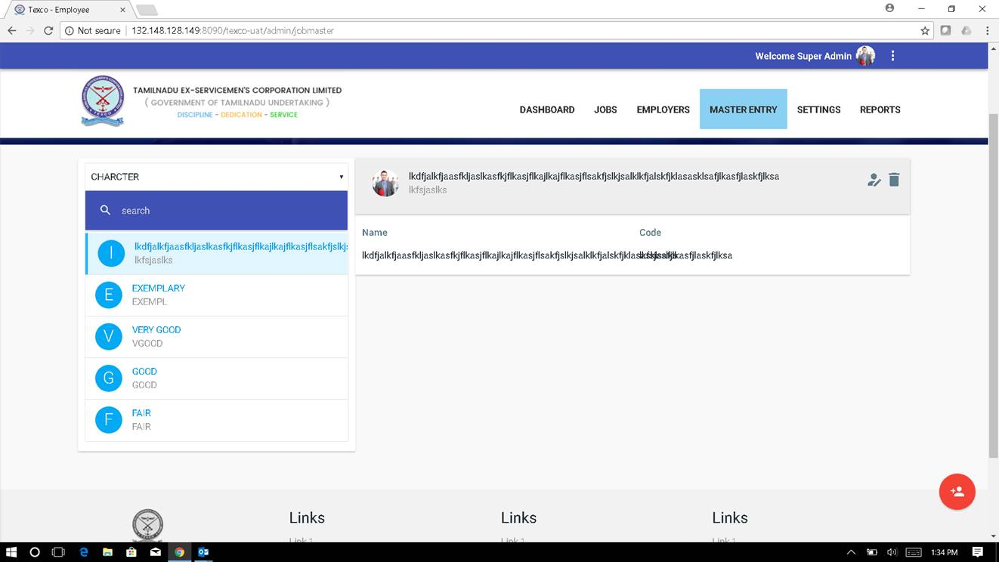 Texco - Employee
Not secure | 132.148.128.149:8090/texco-uat/admin/jobmaster
Welcome Super Admin
TAMILNADU EX-SERVICEMEN'S CORPORATION LIMITED
( GOVERNMENT OF TAMILNADU UNDERTAKING )
DISCIPLINE - DEDICATION - SERVICE
DASHBOARD JOBS EMPLOYERS MASTER ENTRY SETTINGS REPORTS
CHARCTER
search
I
lkfsjaslks
E
EXEMPLARY
EXEMPL
V
VERY GOOD
VGOOD
G
GOOD
GOOD
F
FAIR
FAIR
lkdfjalkfjaasfkljaslkasfkjflkasjflkajlkajflkasjflsakfjslkjsalklkfjalskfjklasasklsafjlkasfjlaskfjlksa
lkfsjaslks
Name Code
Links Links Links
Link 1 Link 1 Link 1
1:34 PM